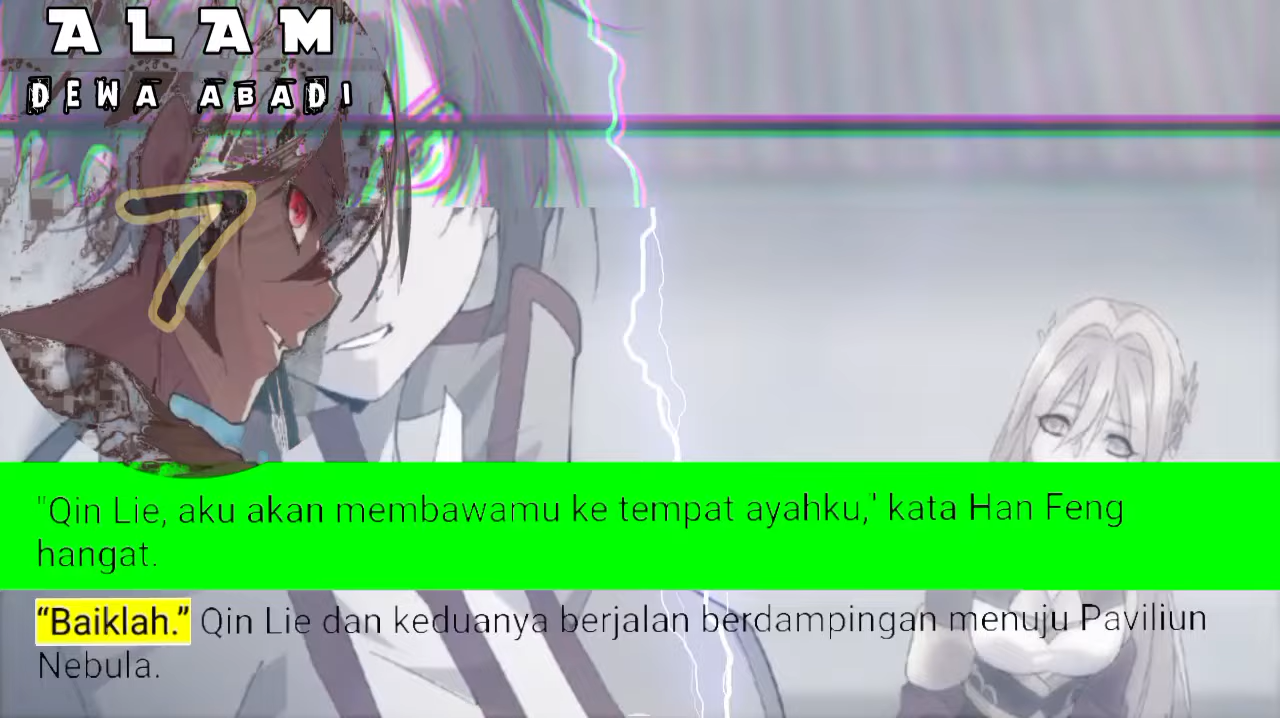 ALAM
DEWA ABADI
7
"Qin Lie, aku akan membawamu ke tempat ayahku,' kata Han Feng
hangat.
“Baiklah.” Qin Lie dan keduanya berjalan berdampingan menuju Paviliun
Nebula.